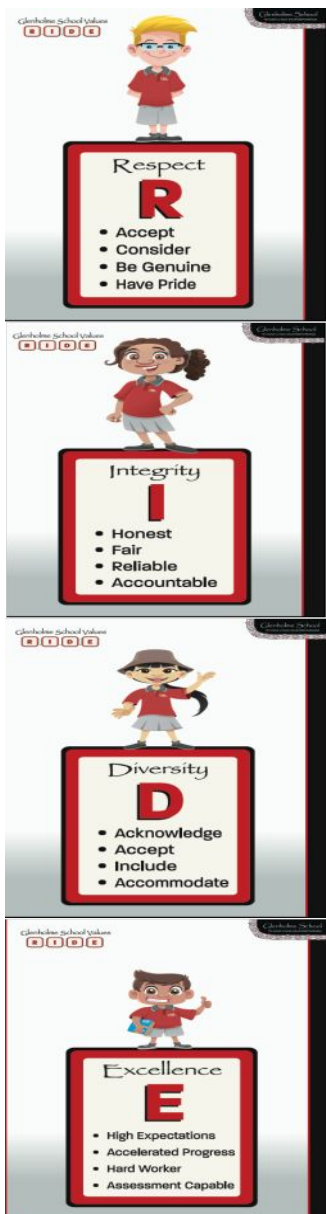 Glenholme School Values
R I D E
Glenholme School
Respect
R
• Accept
• Consider
• Be Genuine
• Have Pride
Glenholme School Values
R I D E
Glenholme School
Integrity
I
• Honest
• Fair
• Reliable
• Accountable
Glenholme School Values
R I D E
Glenholme School
Diversity
D
• Acknowledge
• Accept
• Include
• Accommodate
Glenholme School Values
R I D E
Glenholme School
Excellence
E
• High Expectations
• Accelerated Progress
• Hard Worker
• Assessment Capable